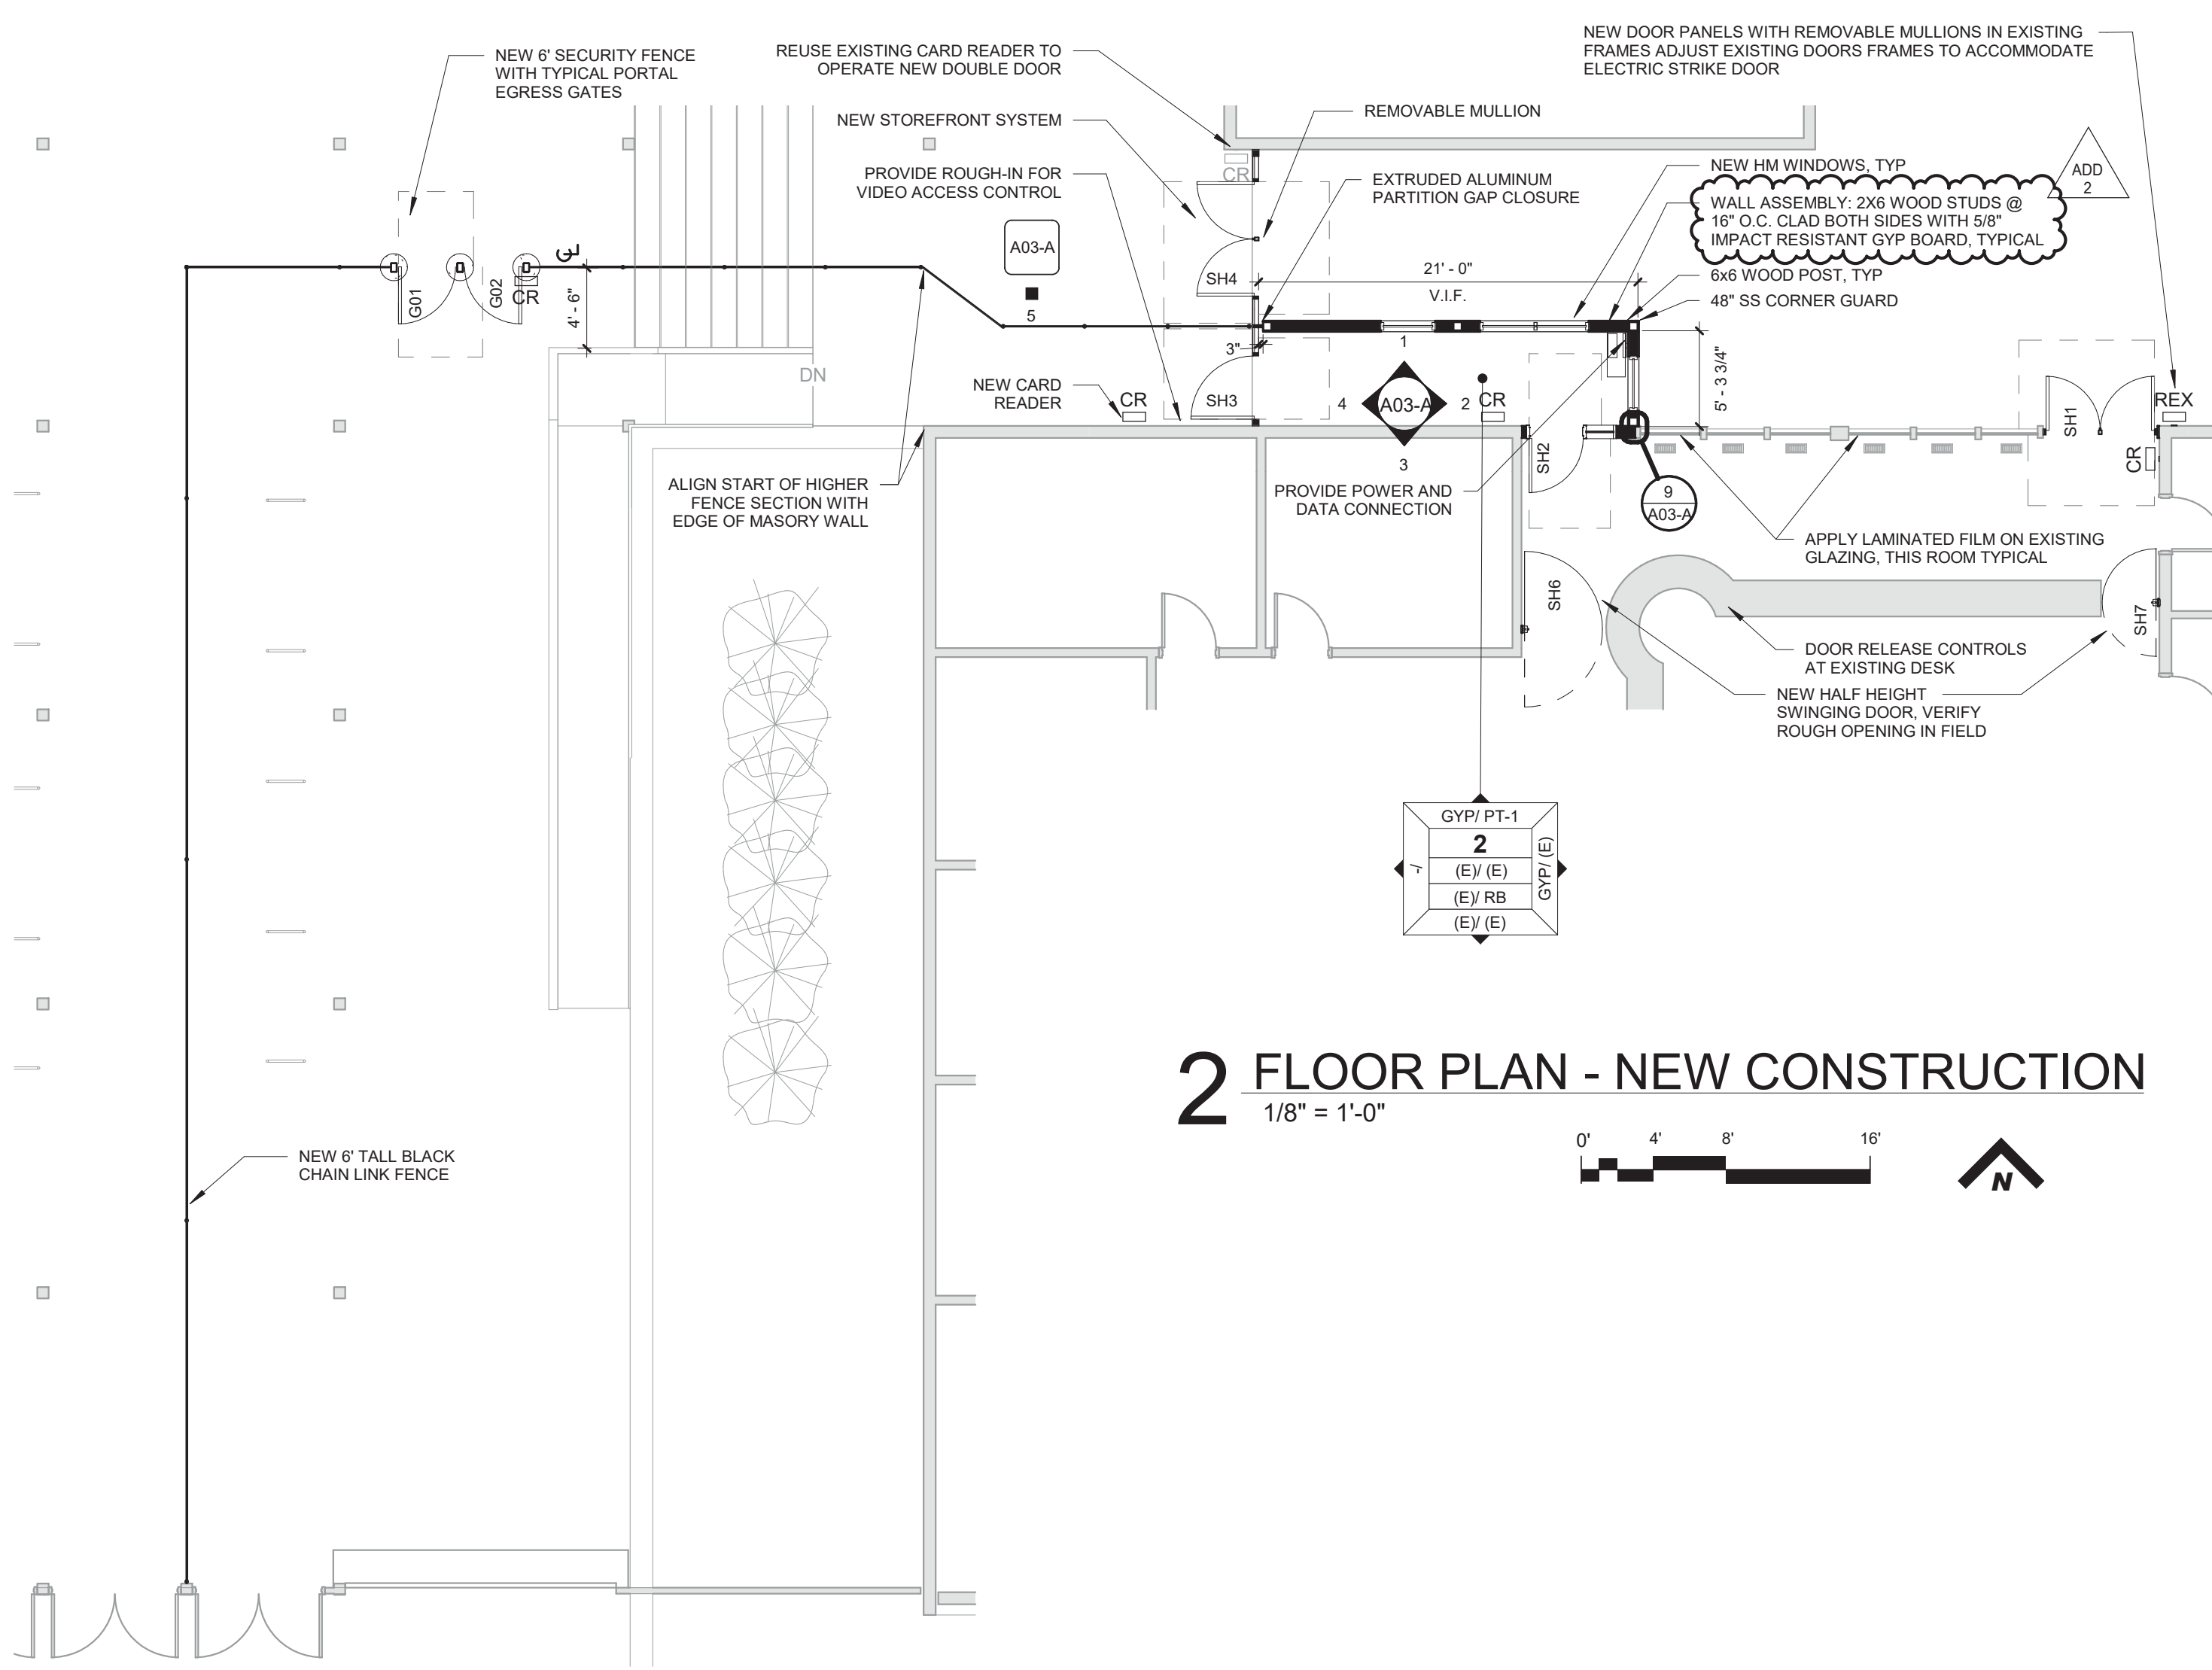 NEW DOOR PANELS WITH REMOVABLE MULLIONS IN EXISTING
FRAMES ADJUST EXISTING DOORS FRAMES TO ACCOMMODATE
ELECTRIC STRIKE DOOR
NEW 6' SECURITY FENCE
WITH TYPICAL PORTAL
EGRESS GATES
REUSE EXISTING CARD READER TO
OPERATE NEW DOUBLE DOOR
REMOVABLE MULLION
NEW STOREFRONT SYSTEM
PROVIDE ROUGH-IN FOR
VIDEO ACCESS CONTROL
CR
EXTRUDED ALUMINUM
PARTITION GAP CLOSURE
NEW HM WINDOWS, TYP
ADD
2
WALL ASSEMBLY: 2X6 WOOD STUDS @
16" O.C. CLAD BOTH SIDES WITH 5/8"
IMPACT RESISTANT GYP BOARD, TYPICAL
6x6 WOOD POST, TYP
48" SS CORNER GUARD
A03-A
5
SH4
21' - 0"
V.I.F.
G01
G02
CR
CL
4' - 6"
3"
1
5' - 3 3/4"
DN
NEW CARD
READER
CR
SH3
4
A03-A
2
CR
3
SH2
SH1
REX
CR
ALIGN START OF HIGHER
FENCE SECTION WITH
EDGE OF MASORY WALL
PROVIDE POWER AND
DATA CONNECTION
9
A03-A
APPLY LAMINATED FILM ON EXISTING
GLAZING, THIS ROOM TYPICAL
SH6
SH7
DOOR RELEASE CONTROLS
AT EXISTING DESK
NEW HALF HEIGHT
SWINGING DOOR, VERIFY
ROUGH OPENING IN FIELD
GYP/ PT-1
2
-/
(E)/ (E)
GYP/ (E)
(E)/ RB
(E)/ (E)
2 FLOOR PLAN - NEW CONSTRUCTION
1/8" = 1'-0"
0' 4' 8' 16'
N
NEW 6' TALL BLACK
CHAIN LINK FENCE